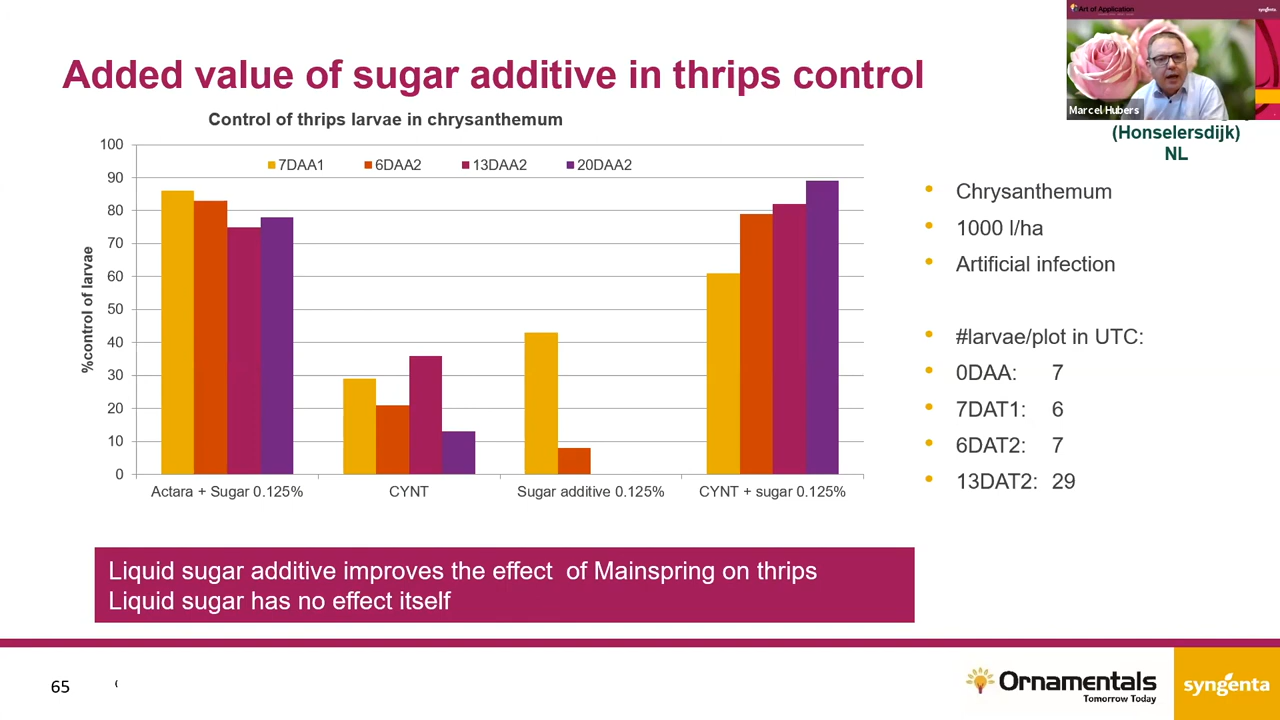 Added value of sugar additive in thrips control
Control of thrips larvae in chrysanthemum
7DAA1 6DAA2 13DAA2 20DAA2
%control of larvae
100
90
80
70
60
50
40
30
20
10
0
Actara + Sugar 0.125% CYNT Sugar additive 0.125% CYNT + sugar 0.125%
Art of Application
syngenta
Marcel Hubers
(Honselersdijk)
NL
• Chrysanthemum
• 1000 l/ha
• Artificial infection
• #larvae/plot in UTC:
• 0DAA: 7
• 7DAT1: 6
• 6DAT2: 7
• 13DAT2: 29
Liquid sugar additive improves the effect of Mainspring on thrips
Liquid sugar has no effect itself
65
Ornamentals
Tomorrow Today
syngenta